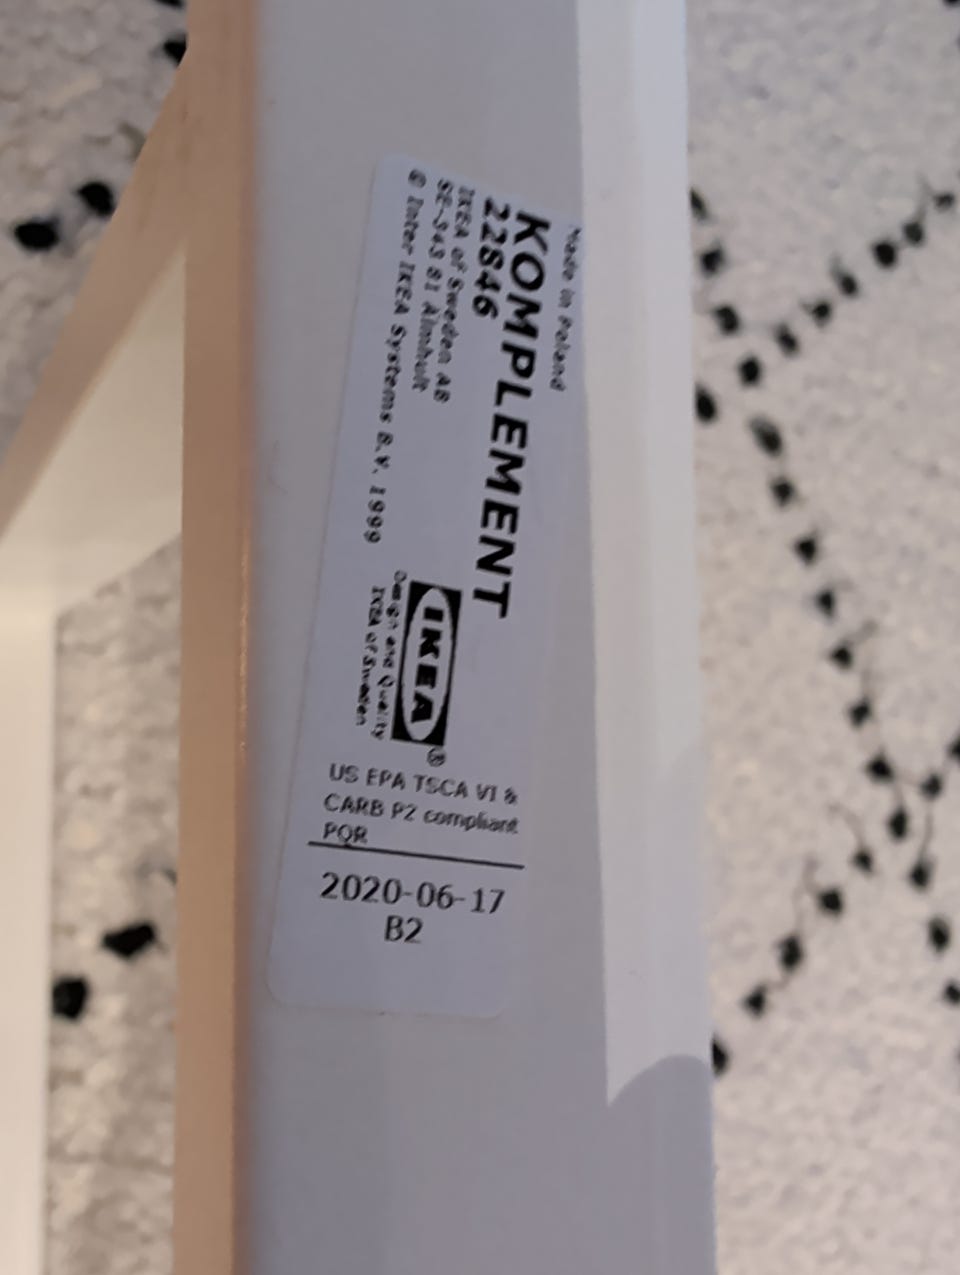 Made in Poland
KOMPLEMENT
22846
IKEA of Sweden AB
SE-343 81 Älmhult
© Inter IKEA Systems B.V. 1999
IKEA®
Design and Quality
IKEA of Sweden
US EPA TSCA VI &
CARB P2 compliant
PQR
2020-06-17
B2